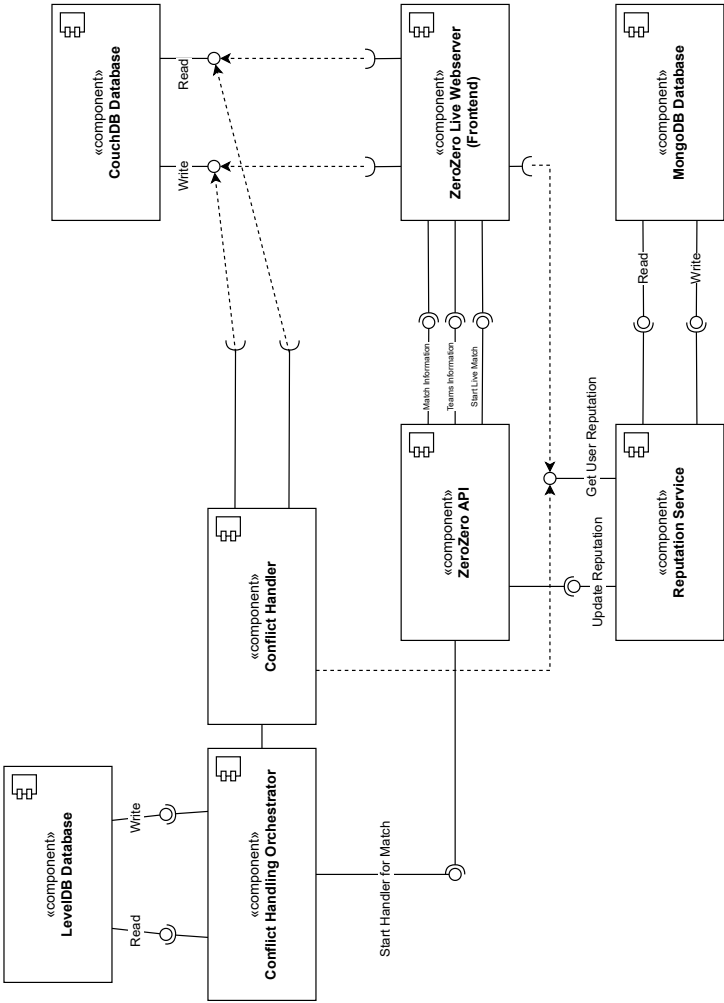 «component»
LevelDB Database
Read
Write
«component»
Conflict Handling Orchestrator
«component»
Conflict Handler
Start Handler for Match
«component»
CouchDB Database
Write
Read
«component»
ZeroZero API
Match Information
Teams Information
Start Live Match
«component»
ZeroZero Live Webserver
(Frontend)
Update Reputation
Get User Reputation
«component»
Reputation Service
Read
Write
«component»
MongoDB Database